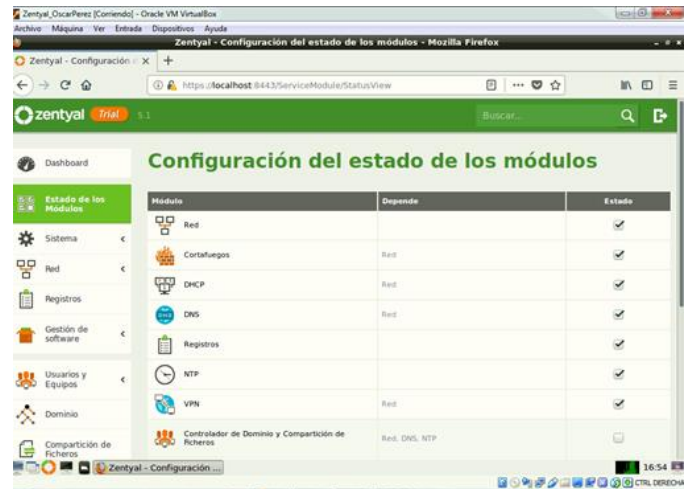 Zentyal_OscarPerez [Corriendo] - Oracle VM VirtualBox
Archivo Máquina Ver Entrada Dispositivos Ayuda
Zentyal - Configuración del estado de los módulos - Mozilla Firefox
Zentyal - Configuración
https://localhost:8443/ServiceModule/StatusView
zentyal Trial 5.1
Buscar...
Dashboard
Estado de los
Módulos
Sistema
Red
Registros
Gestión de
software
Usuarios y
Equipos
Dominio
Compartición de
Ficheros
Configuración del estado de los módulos
Módulo Depende Estado
Red
Cortafuegos Red
DHCP Red
DNS Red
Registros
NTP
VPN Red
Controlador de Dominio y Compartición de
Ficheros Red, DNS, NTP
Zentyal - Configuración ...
16:54
CTRL DERECHA